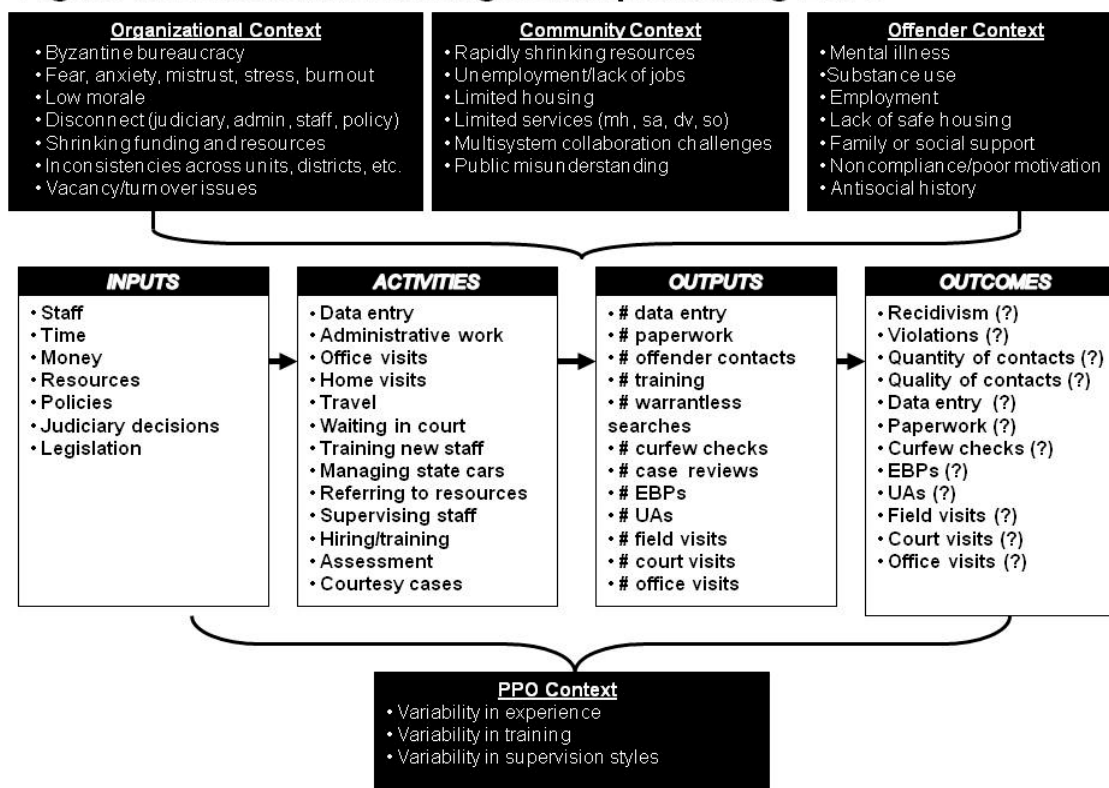 Organizational Context
• Byzantine bureaucracy
• Fear, anxiety, mistrust, stress, burnout
• Low morale
• Disconnect (judiciary, admin, staff, policy)
• Shrinking funding and resources
• Inconsistencies across units, districts, etc.
• Vacancy/turnover issues
Community Context
• Rapidly shrinking resources
• Unemployment/lack of jobs
• Limited housing
• Limited services (mh, sa, dv, so)
• Multisystem collaboration challenges
• Public misunderstanding
Offender Context
• Mental illness
• Substance use
• Employment
• Lack of safe housing
• Family or social support
• Noncompliance/poor motivation
• Antisocial history
INPUTS
• Staff
• Time
• Money
• Resources
• Policies
• Judiciary decisions
• Legislation
ACTIVITIES
• Data entry
• Administrative work
• Office visits
• Home visits
• Travel
• Waiting in court
• Training new staff
• Managing state cars
• Referring to resources
• Supervising staff
• Hiring/training
• Assessment
• Courtesy cases
OUTPUTS
• # data entry
• # paperwork
• # offender contacts
• # training
• # warrantless
searches
• # curfew checks
• # case reviews
• # EBPs
• # UAs
• # field visits
• # court visits
• # office visits
OUTCOMES
• Recidivism (?)
• Violations (?)
• Quantity of contacts (?)
• Quality of contacts (?)
• Data entry (?)
• Paperwork (?)
• Curfew checks (?)
• EBPs (?)
• UAs (?)
• Field visits (?)
• Court visits (?)
• Office visits (?)
PPO Context
• Variability in experience
• Variability in training
• Variability in supervision styles